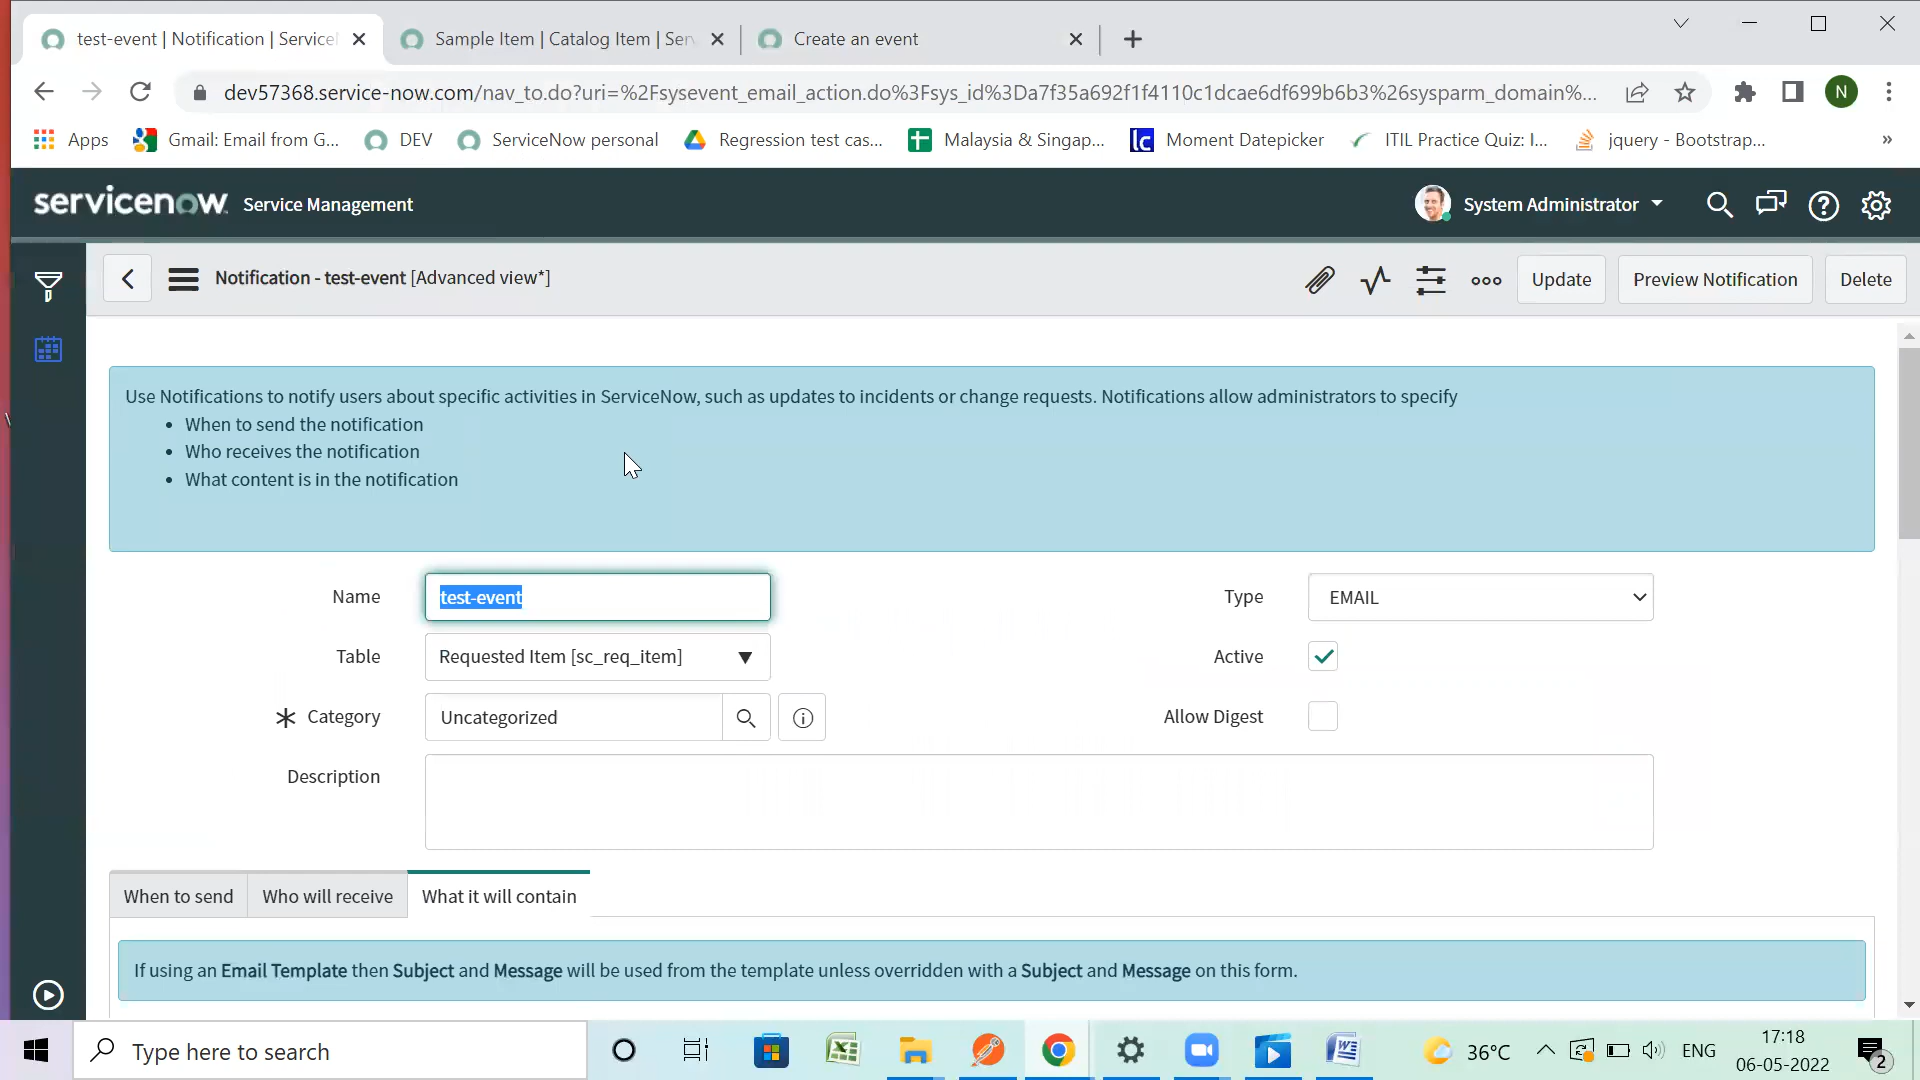 test-event | Notification | Service
Sample Item | Catalog Item | Ser
Create an event
dev57368.service-now.com/nav_to.do?uri=%2Fsysevent_email_action.do%3Fsys_id%3Da7f35a692f1f4110c1dcae6df699b6b3%26sysparm_domain%...
N
Apps
Gmail: Email from G...
DEV
ServiceNow personal
Regression test cas...
Malaysia & Singap...
lc
Moment Datepicker
ITIL Practice Quiz: I...
jquery - Bootstrap...
»
servicenow Service Management
System Administrator
Notification - test-event [Advanced view*]
Update
Preview Notification
Delete
Use Notifications to notify users about specific activities in ServiceNow, such as updates to incidents or change requests. Notifications allow administrators to specify
• When to send the notification
• Who receives the notification
• What content is in the notification
Name
test-event
Type
EMAIL
Table
Requested Item [sc_req_item]
Active
Category
Uncategorized
Allow Digest
Description
When to send
Who will receive
What it will contain
If using an Email Template then Subject and Message will be used from the template unless overridden with a Subject and Message on this form.
Type here to search
36°C
ENG
17:18
06-05-2022
2